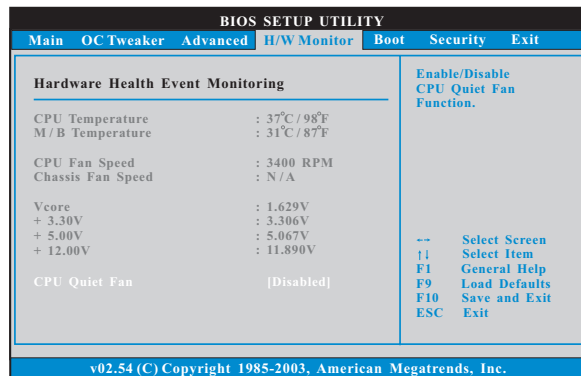 BIOS SETUP UTILITY
Main OC Tweaker Advanced H/W Monitor Boot Security Exit
Hardware Health Event Monitoring
CPU Temperature : 37°C / 98°F
M / B Temperature : 31°C / 87°F
CPU Fan Speed : 3400 RPM
Chassis Fan Speed : N / A
Vcore : 1.629V
+ 3.30V : 3.306V
+ 5.00V : 5.067V
+ 12.00V : 11.890V
CPU Quiet Fan [Disabled]
Enable/Disable
CPU Quiet Fan
Function.
←→ Select Screen
↑↓ Select Item
F1 General Help
F9 Load Defaults
F10 Save and Exit
ESC Exit
v02.54 (C) Copyright 1985-2003, American Megatrends, Inc.